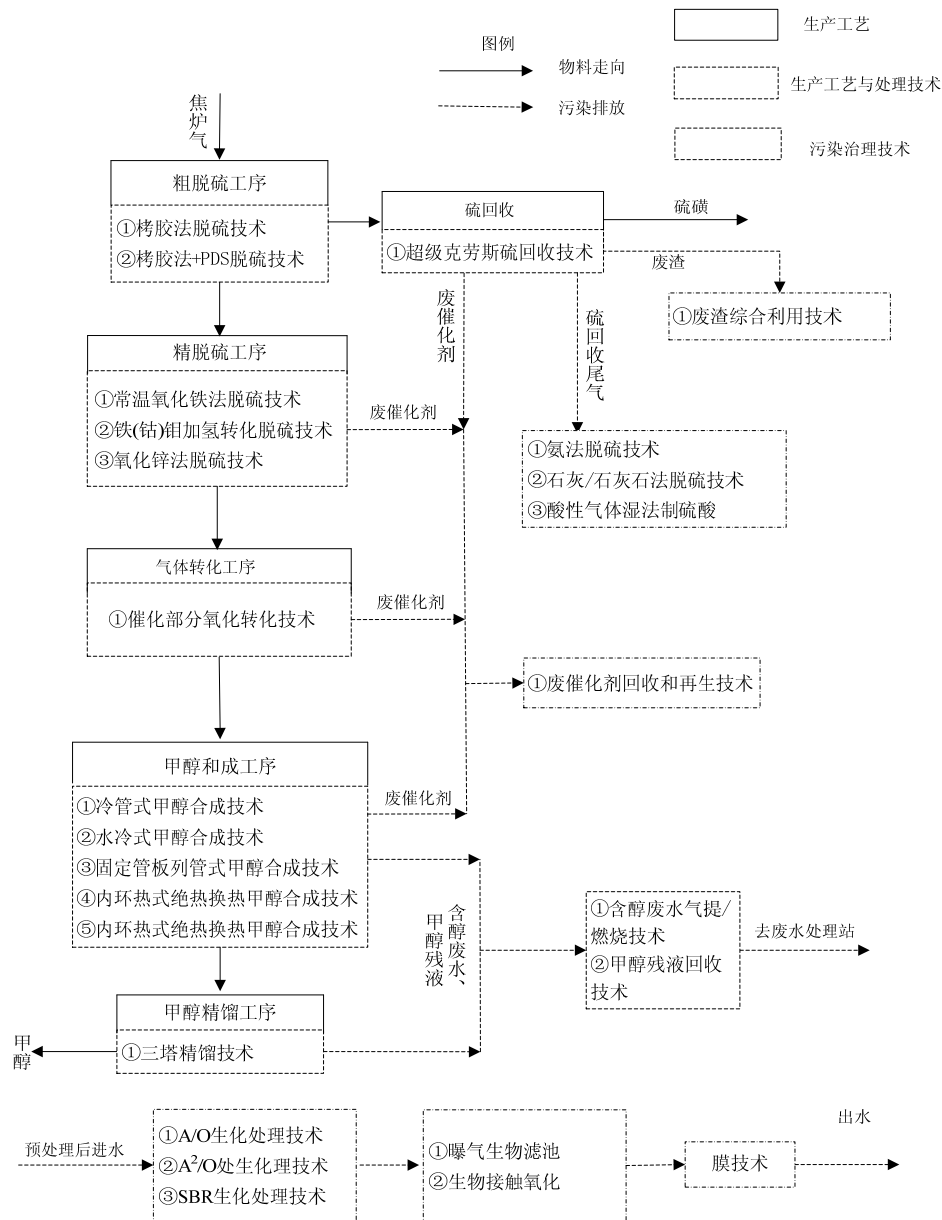 图例
生产工艺
物料走向
生产工艺与处理技术
污染排放
污染治理技术
焦炉气
粗脱硫工序
①栲胶法脱硫技术
②栲胶法+PDS脱硫技术
硫回收
①超级克劳斯硫回收技术
硫磺
废渣
①废渣综合利用技术
废催化剂
硫回收尾气
精脱硫工序
①常温氧化铁法脱硫技术
②铁(钴)钼加氢转化脱硫技术
③氧化锌法脱硫技术
废催化剂
①氨法脱硫技术
②石灰/石灰石法脱硫技术
③酸性气体湿法制硫酸
气体转化工序
①催化部分氧化转化技术
废催化剂
①废催化剂回收和再生技术
甲醇和成工序
①冷管式甲醇合成技术
②水冷式甲醇合成技术
③固定管板列管式甲醇合成技术
④内环热式绝热换热甲醇合成技术
⑤内环热式绝热换热甲醇合成技术
废催化剂
含醇废水、
甲醇残液
①含醇废水气提/
燃烧技术
②甲醇残液回收
技术
去废水处理站
甲醇精馏工序
①三塔精馏技术
甲醇
预处理后进水
①A/O生化处理技术
②A²/O处生化理技术
③SBR生化处理技术
①曝气生物滤池
②生物接触氧化
膜技术
出水